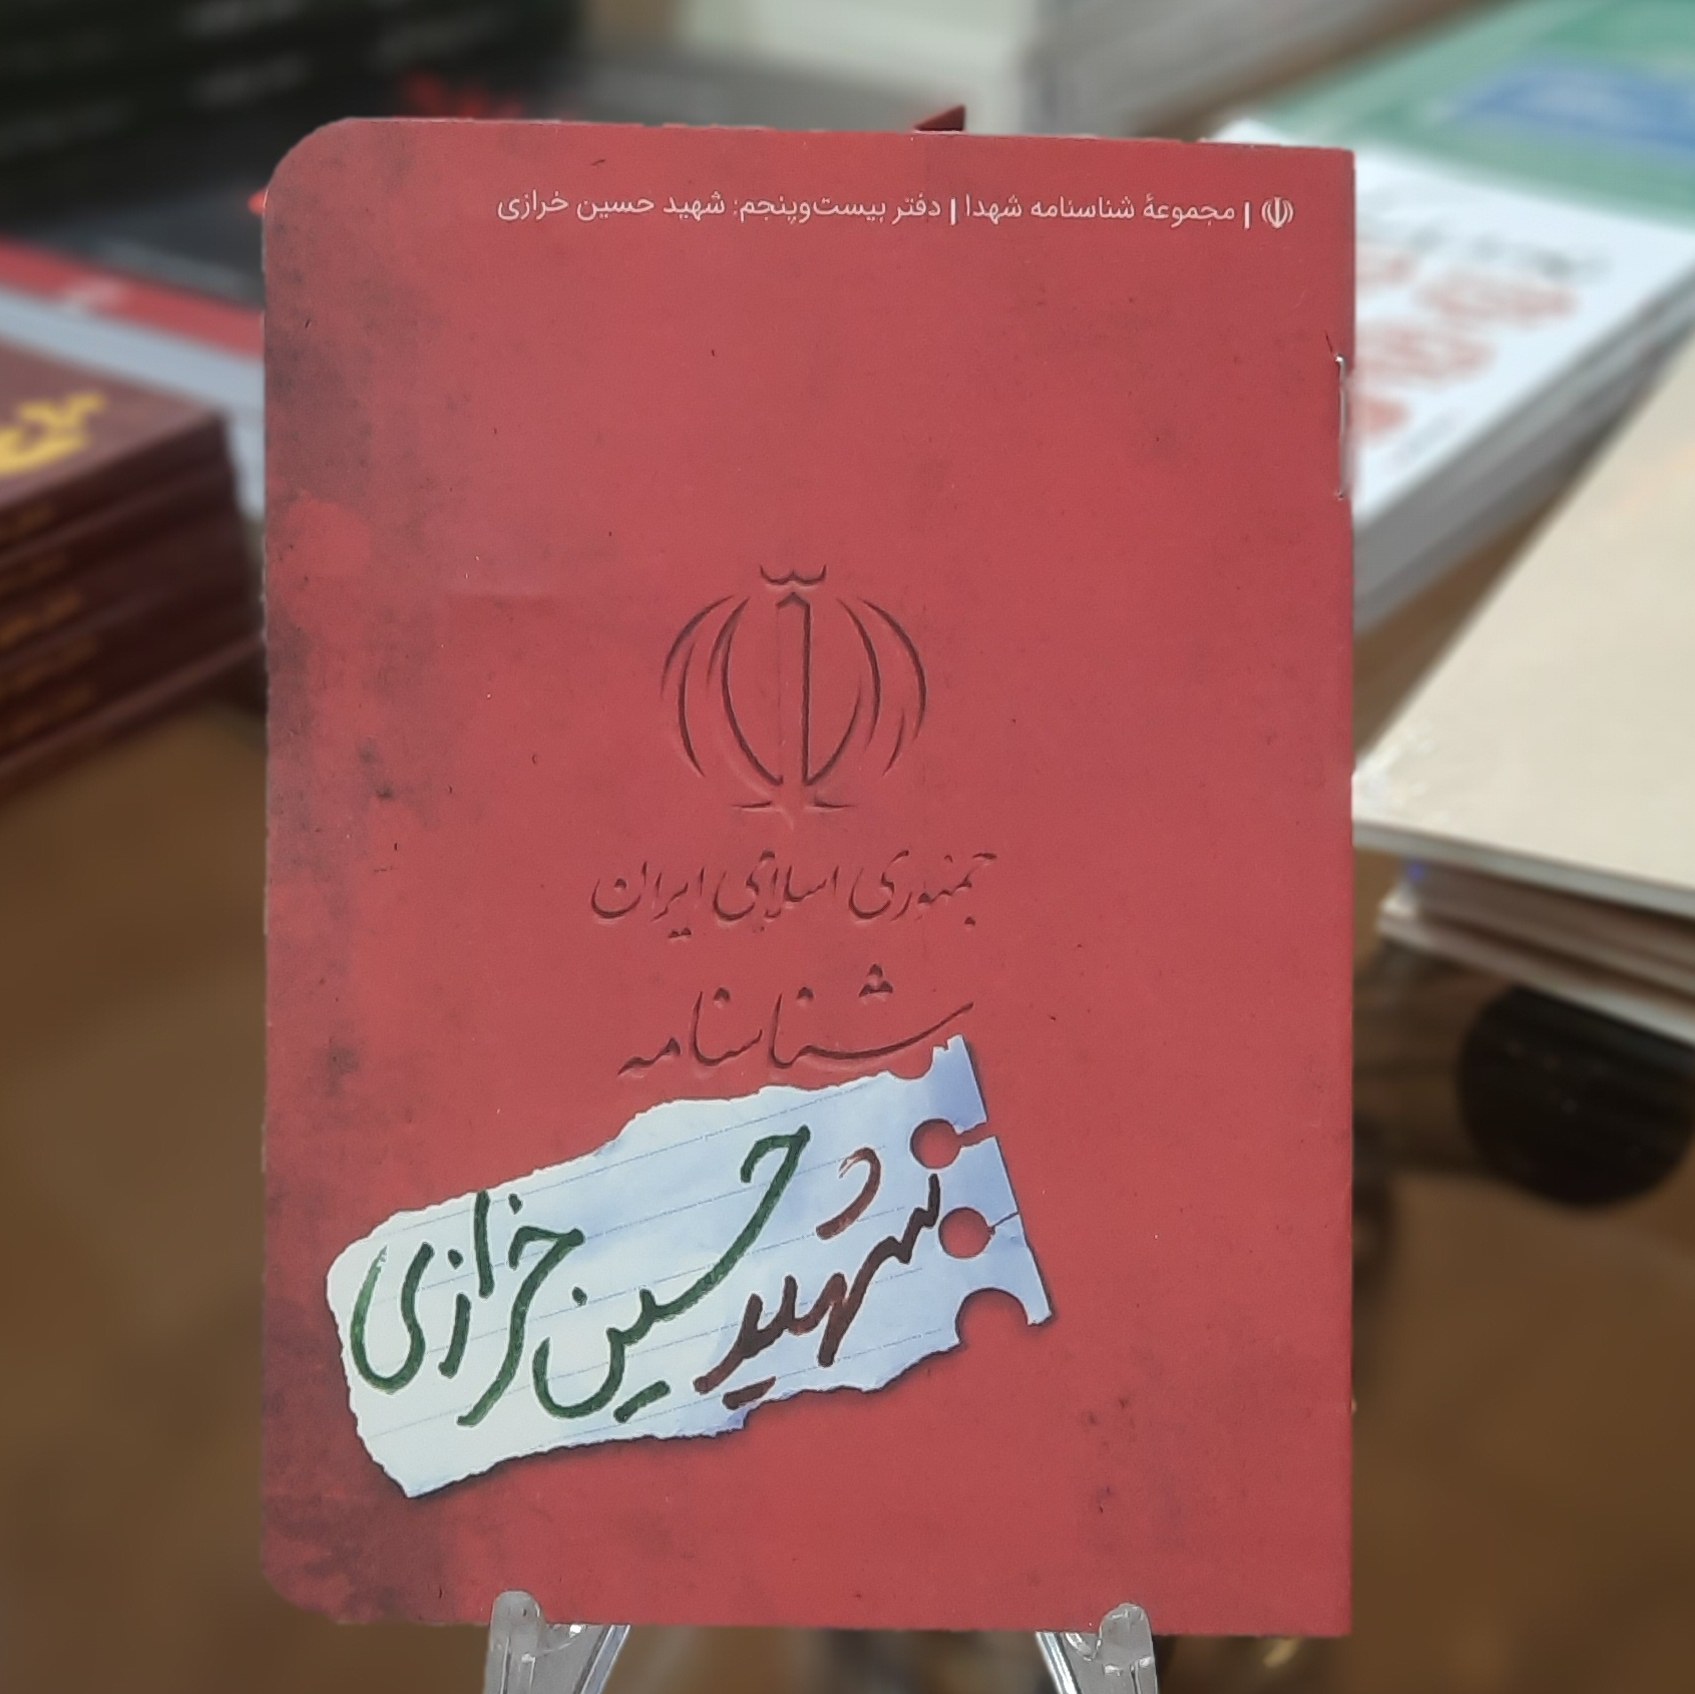 | مجموعهٔ شناسنامه شهدا | دفتر بیست‌وپنجم: شهید حسین خرازی
جمهوری اسلامی ایران
شناسنامه
شهید حسین خرازی